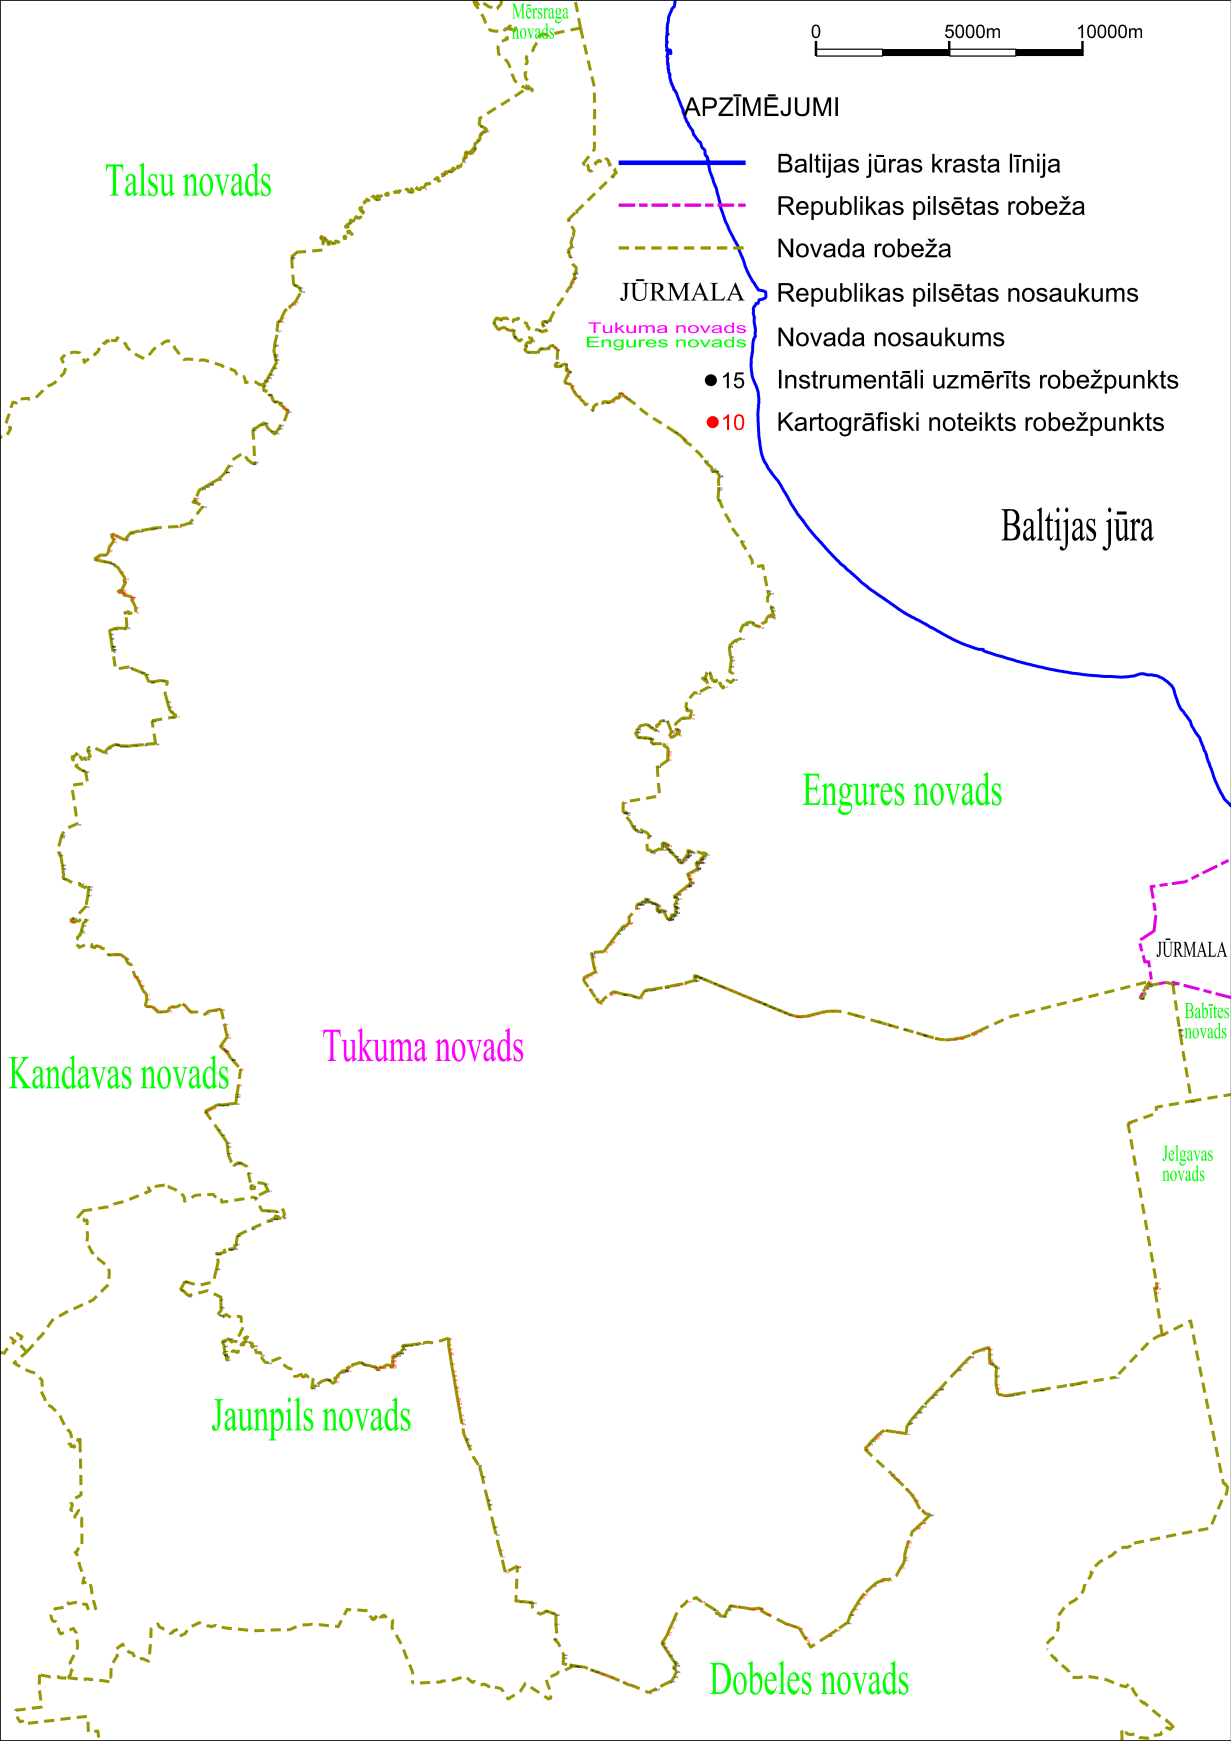 Mērsraga
novads
0 5000m 10000m
APZĪMĒJUMI
Baltijas jūras krasta līnija
Republikas pilsētas robeža
Novada robeža
JŪRMALA Republikas pilsētas nosaukums
Tukuma novads
Engures novads
Novada nosaukums
15 Instrumentāli uzmērīts robežpunkts
10 Kartogrāfiski noteikts robežpunkts
Talsu novads
Baltijas jūra
Engures novads
JŪRMALA
Babītes
novads
Tukuma novads
Kandavas novads
Jelgavas
novads
Jaunpils novads
Dobeles novads